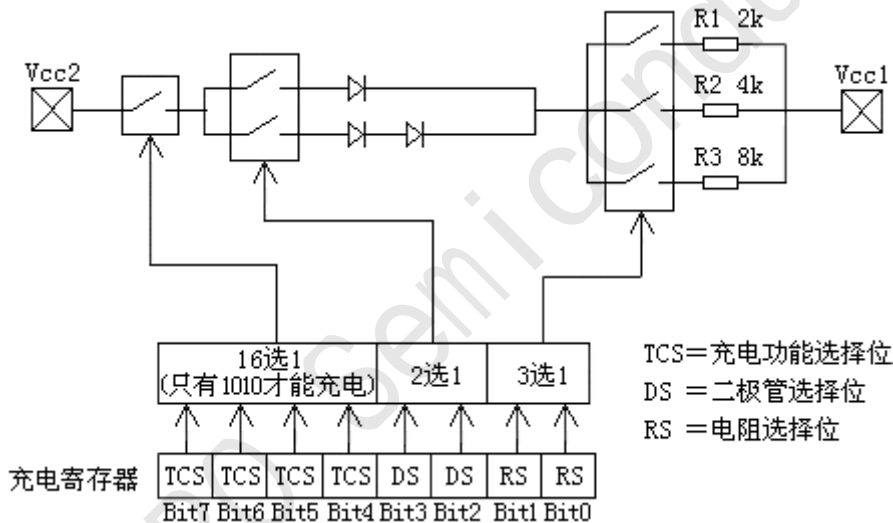 R1 2k
Vcc2
Vcc1
R2 4k
R3 8k
16选1
(只有1010才能充电)
2选1
3选1
TCS=充电功能选择位
DS =二极管选择位
RS =电阻选择位
充电寄存器 TCS TCS TCS TCS DS DS RS RS
Bit7 Bit6 Bit5 Bit4 Bit3 Bit2 Bit1 Bit0